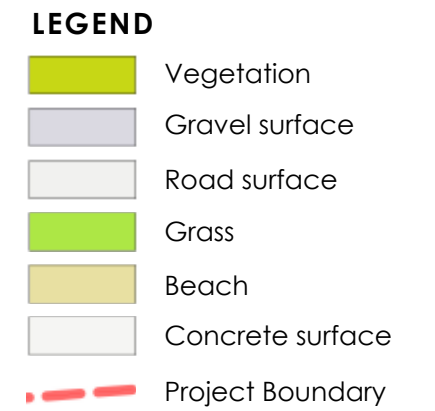 LEGEND
Vegetation
Gravel surface
Road surface
Grass
Beach
Concrete surface
Project Boundary